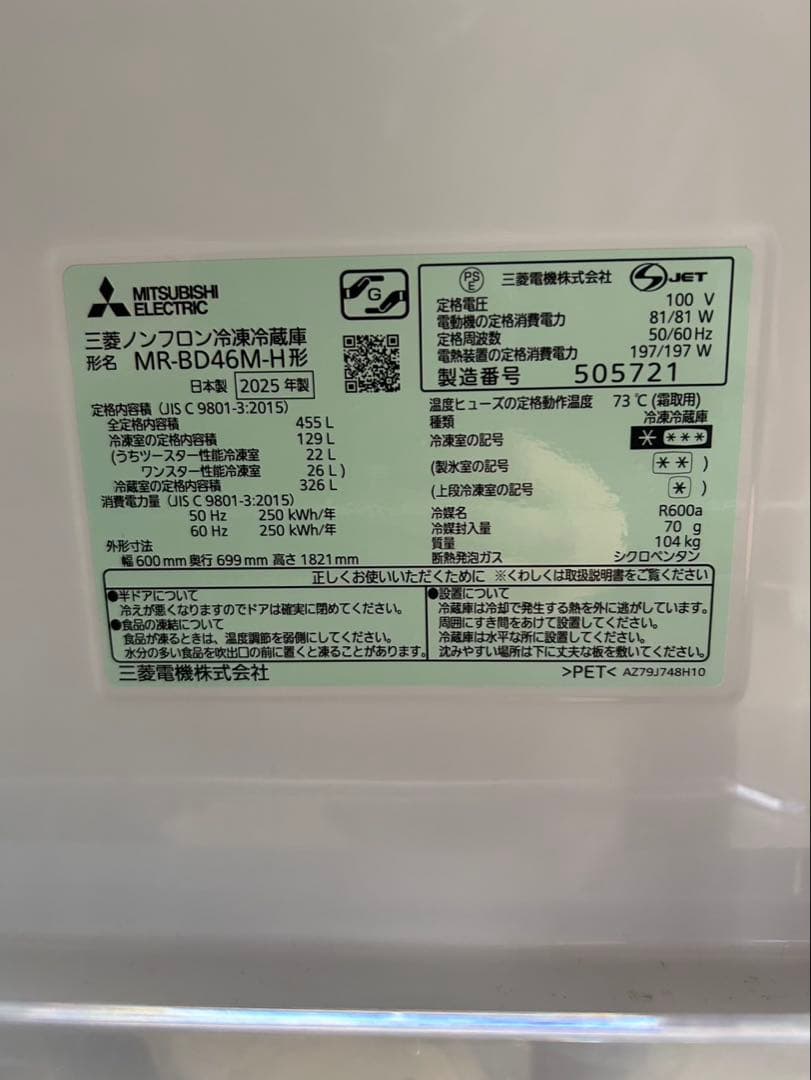 MITSUBISHI
ELECTRIC
G
三菱ノンフロン冷凍冷蔵庫
形名 MR-BD46M-H形
日本製 2025 年製
PS
E
三菱電機株式会社
JET
定格電圧 100 V
電動機の定格消費電力 81/81 W
定格周波数 50/60 Hz
電熱装置の定格消費電力 197/197 W
製造番号 505721
定格内容積 (JIS C 9801-3:2015)
全定格内容積 455 L
冷凍室の定格内容積 129 L
(うちツースター性能冷凍室 22 L
ワンスター性能冷凍室 26 L )
冷蔵室の定格内容積 326 L
消費電力量 (JIS C 9801-3:2015)
50 Hz 250 kWh/年
60 Hz 250 kWh/年
外形寸法
幅 600 mm 奥行 699 mm 高さ 1821 mm
温度ヒューズの定格動作温度 73 ℃ (霜取用)
種類 冷凍冷蔵庫
冷凍室の記号 * ***
(製氷室の記号 ** )
(上段冷凍室の記号 * )
冷媒名 R600a
冷媒封入量 70 g
質量 104 kg
断熱発泡ガス シクロペンタン
正しくお使いいただくために ※くわしくは取扱説明書をご覧ください
●半ドアについて
冷えが悪くなりますのでドアは確実に閉めてください。
●食品の凍結について
食品が凍るときは、温度調節を弱側にしてください。
水分の多い食品を吹出口の前に置くと凍ることがあります。
●設置について
冷蔵庫は冷却で発生する熱を外に逃がしています。
周囲にすき間をあけて設置してください。
冷蔵庫は水平な所に設置してください。
沈みやすい場所は下に丈夫な板を敷いてください。
三菱電機株式会社
>PET< AZ79J748H10